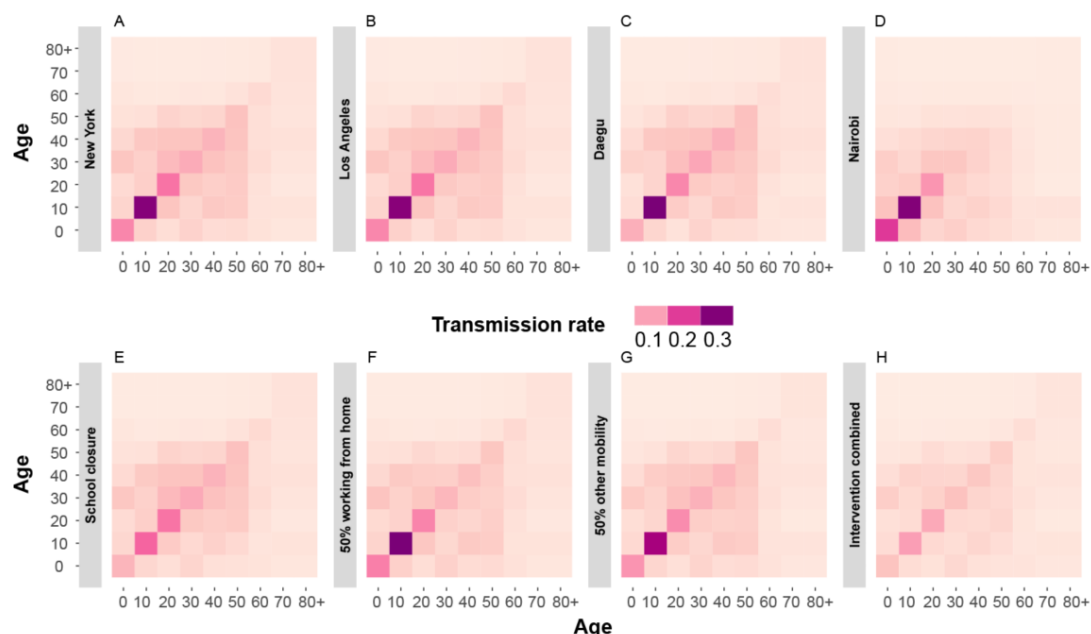 A
B
C
D
Age
New York
80+
70
60
50
40
30
20
10
0
0 10 20 30 40 50 60 70 80+
Los Angeles
0 10 20 30 40 50 60 70 80+
Daegu
0 10 20 30 40 50 60 70 80+
Nairobi
0 10 20 30 40 50 60 70 80+
Transmission rate
0.1 0.2 0.3
E
F
G
H
Age
School closure
80+
70
60
50
40
30
20
10
0
0 10 20 30 40 50 60 70 80+
50% working from home
0 10 20 30 40 50 60 70 80+
50% other mobility
0 10 20 30 40 50 60 70 80+
Intervention combined
0 10 20 30 40 50 60 70 80+
Age